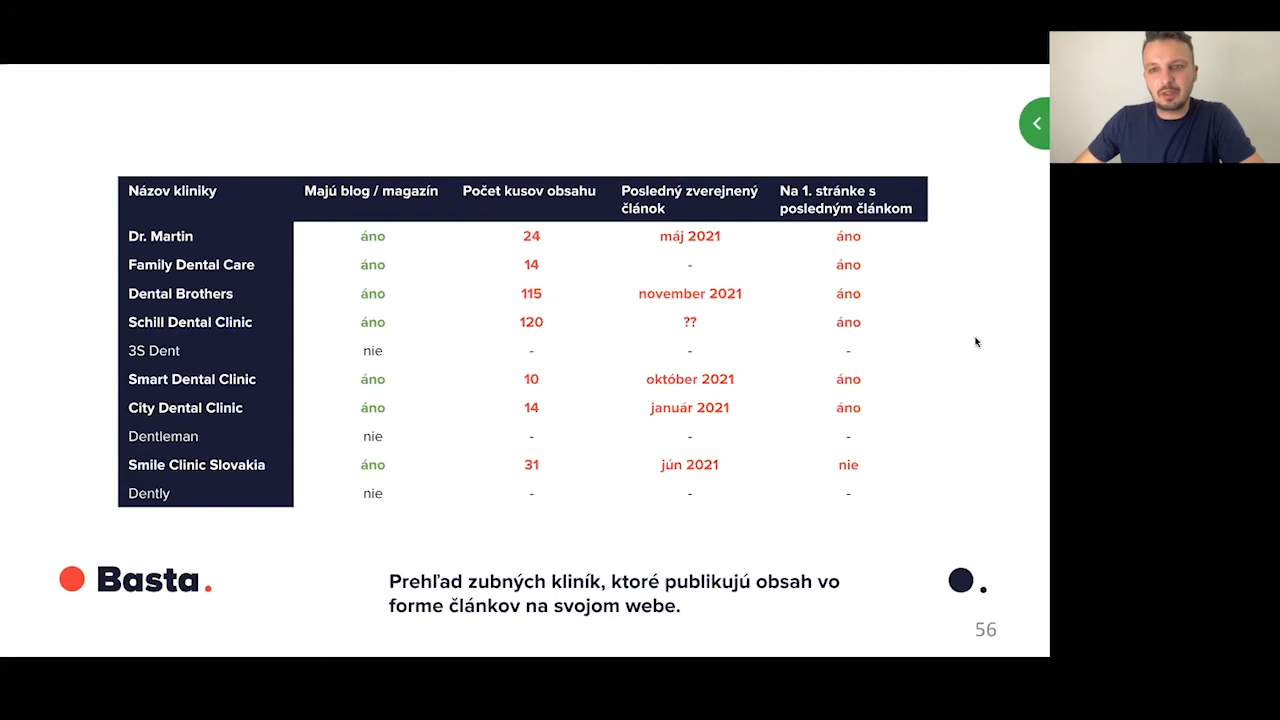 Názov kliniky Majú blog / magazín Počet kusov obsahu Posledný zverejnený článok Na 1. stránke s posledným článkom
Dr. Martin áno 24 máj 2021 áno
Family Dental Care áno 14 - áno
Dental Brothers áno 115 november 2021 áno
Schill Dental Clinic áno 120 ?? áno
3S Dent nie - - -
Smart Dental Clinic áno 10 október 2021 áno
City Dental Clinic áno 14 január 2021 áno
Dentleman nie - - -
Smile Clinic Slovakia áno 31 jún 2021 nie
Dently nie - - -
Basta.
Prehľad zubných kliník, ktoré publikujú obsah vo
forme článkov na svojom webe.
56